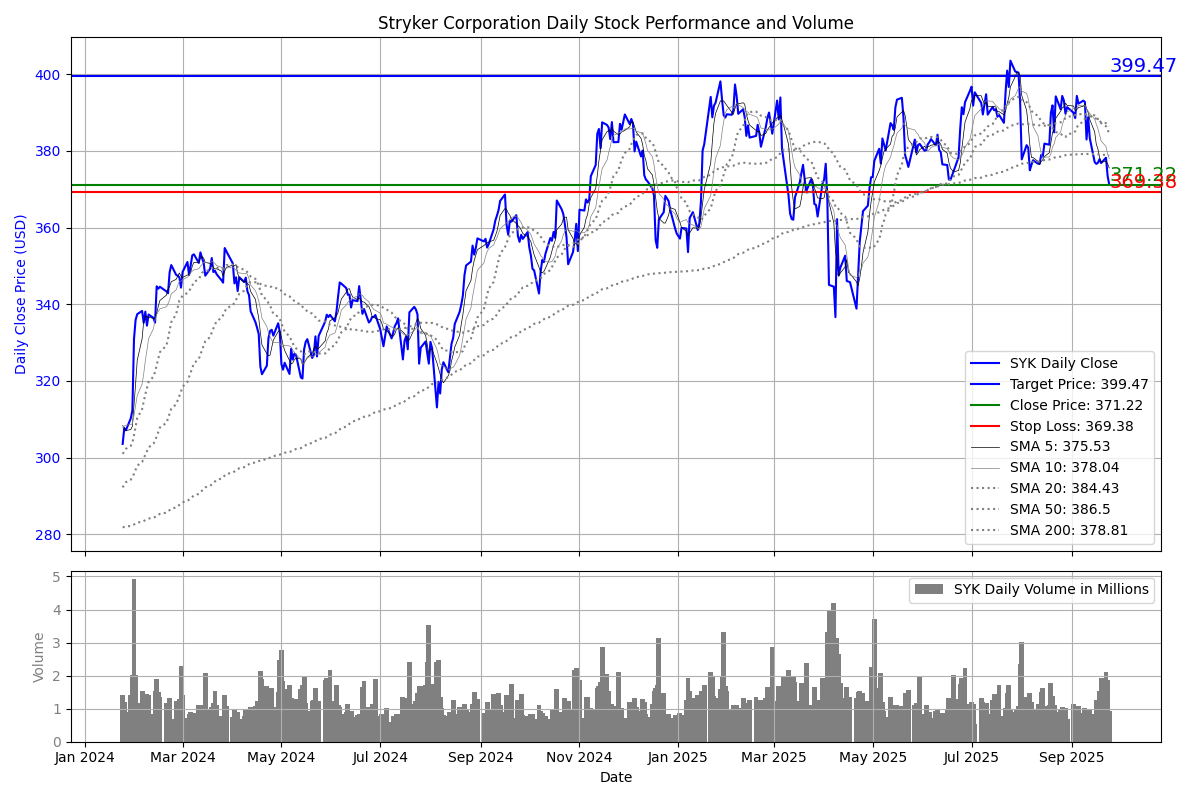 Stryker Corporation Daily Stock Performance and Volume
Daily Close Price (USD)
400
380
360
340
320
300
280
399.47
371.22
369.38
SYK Daily Close
Target Price: 399.47
Close Price: 371.22
Stop Loss: 369.38
SMA 5: 375.53
SMA 10: 378.04
SMA 20: 384.43
SMA 50: 386.5
SMA 200: 378.81
Volume
5
4
3
2
1
0
SYK Daily Volume in Millions
Jan 2024 Mar 2024 May 2024 Jul 2024 Sep 2024 Nov 2024 Jan 2025 Mar 2025 May 2025 Jul 2025 Sep 2025
Date